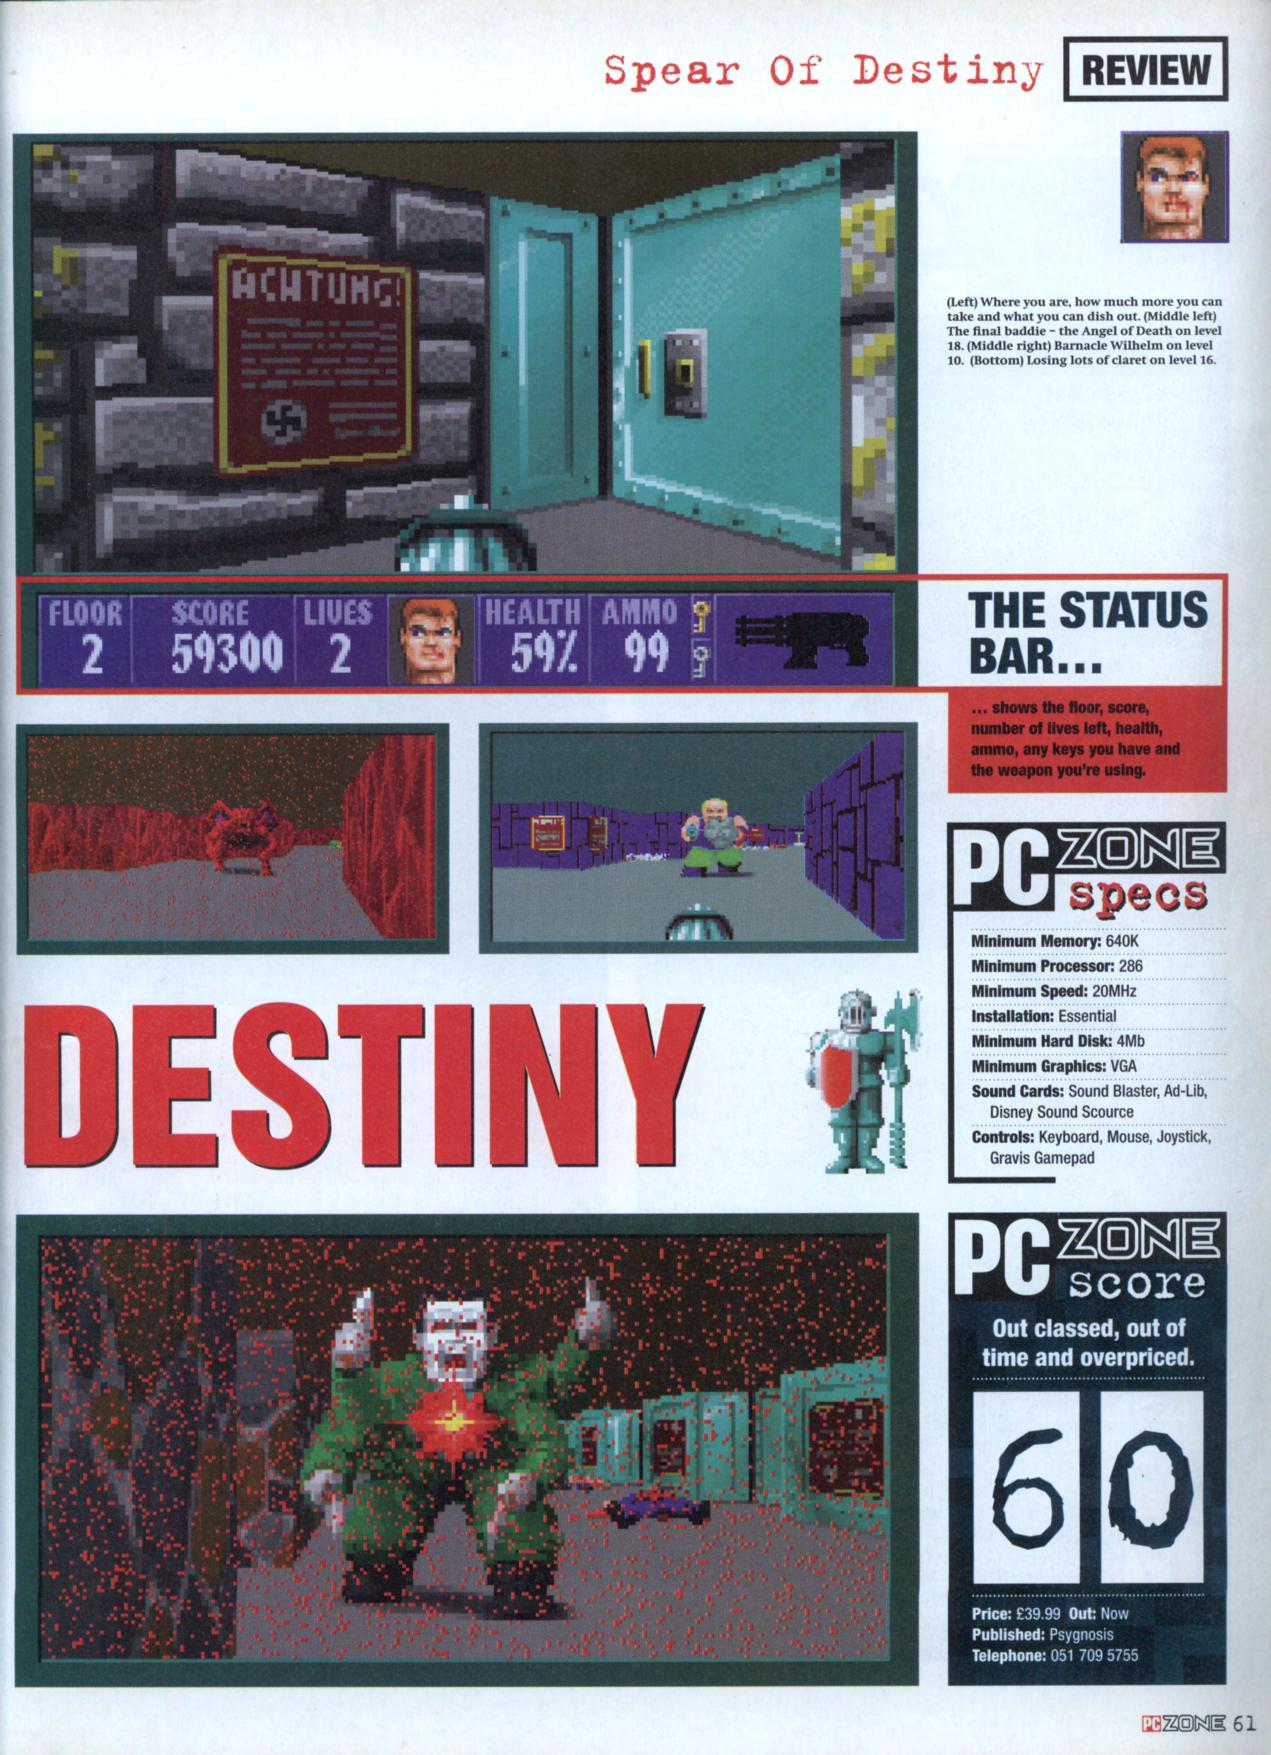 Spear Of Destiny REVIEW
ACHTUNG!
(Left) Where you are, how much more you can
take and what you can dish out. (Middle left)
The final baddie – the Angel of Death on level
18. (Middle right) Barnacle Wilhelm on level
10. (Bottom) Losing lots of claret on level 16.
FLOOR SCORE LIVES HEALTH AMMO
2 59300 2 59% 99
THE STATUS
BAR...
... shows the floor, score,
number of lives left, health,
ammo, any keys you have and
the weapon you're using.
PC ZONE
specs
Minimum Memory: 640K
Minimum Processor: 286
Minimum Speed: 20MHz
Installation: Essential
Minimum Hard Disk: 4Mb
Minimum Graphics: VGA
Sound Cards: Sound Blaster, Ad-Lib,
Disney Sound Scource
Controls: Keyboard, Mouse, Joystick,
Gravis Gamepad
DESTINY
PC ZONE
score
Out classed, out of
time and overpriced.
60
Price: £39.99 Out: Now
Published: Psygnosis
Telephone: 051 709 5755
PC ZONE 61